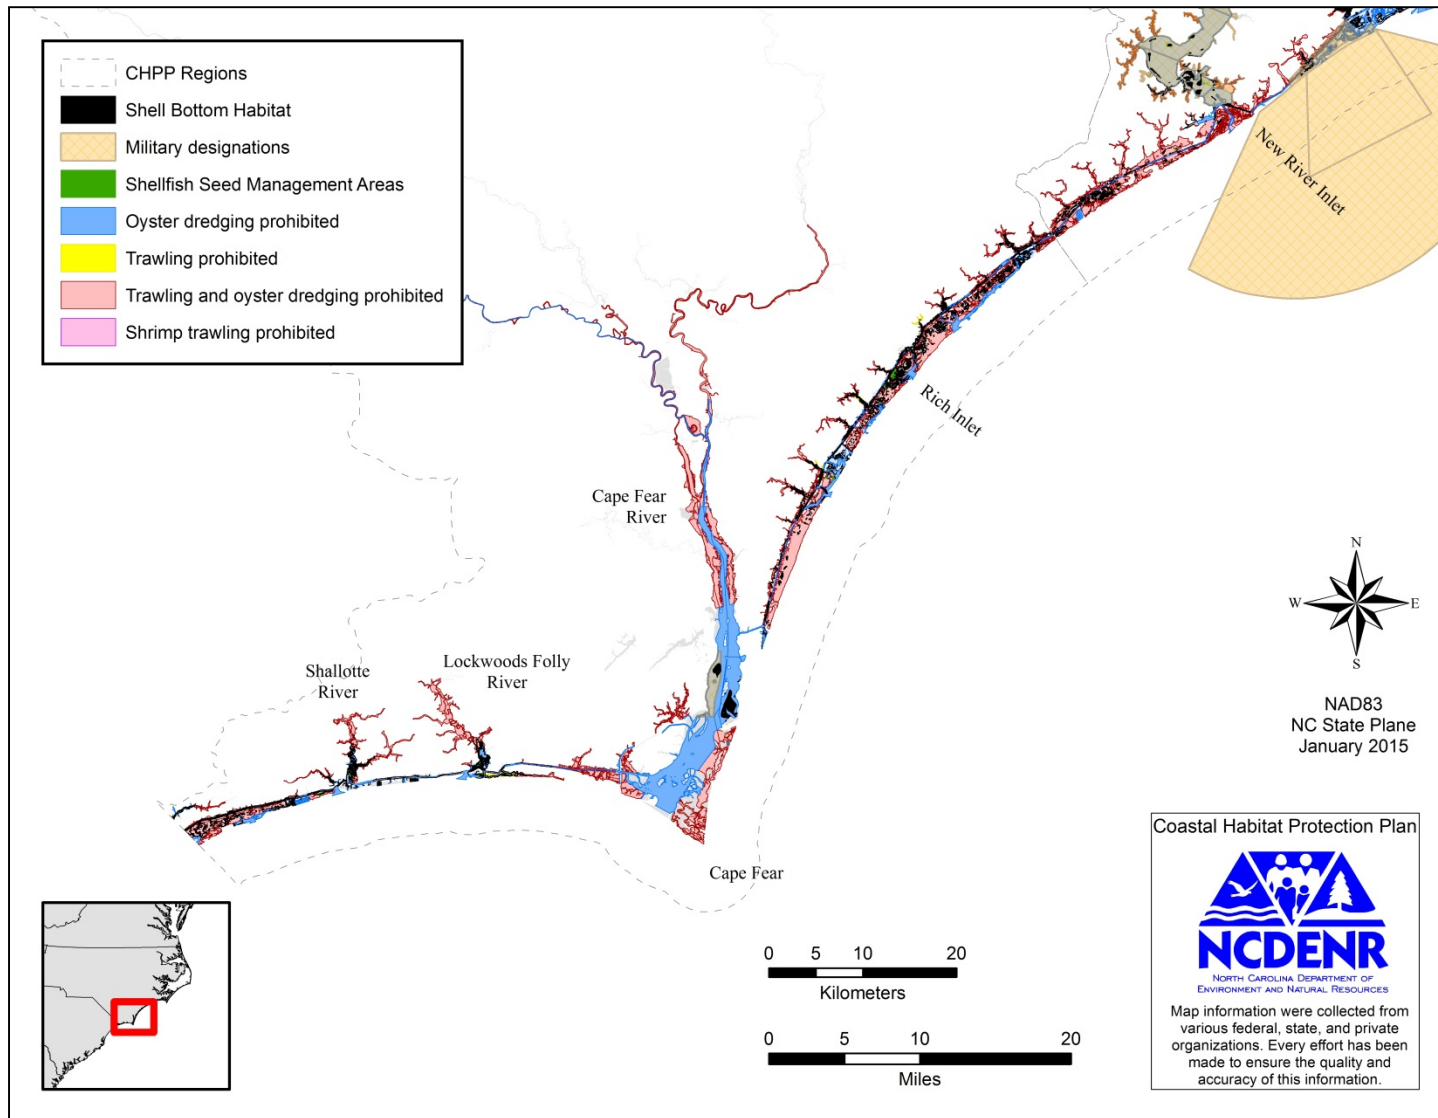 CHPP Regions
Shell Bottom Habitat
Military designations
Shellfish Seed Management Areas
Oyster dredging prohibited
Trawling prohibited
Trawling and oyster dredging prohibited
Shrimp trawling prohibited
New River Inlet
Rich Inlet
Cape Fear
River
Shallotte
River
Lockwoods Folly
River
Cape Fear
N
W
E
S
NAD83
NC State Plane
January 2015
0 5 10 20
Kilometers
0 5 10 20
Miles
Coastal Habitat Protection Plan
NCDENR
North Carolina Department of
Environment and Natural Resources
Map information were collected from
various federal, state, and private
organizations. Every effort has been
made to ensure the quality and
accuracy of this information.